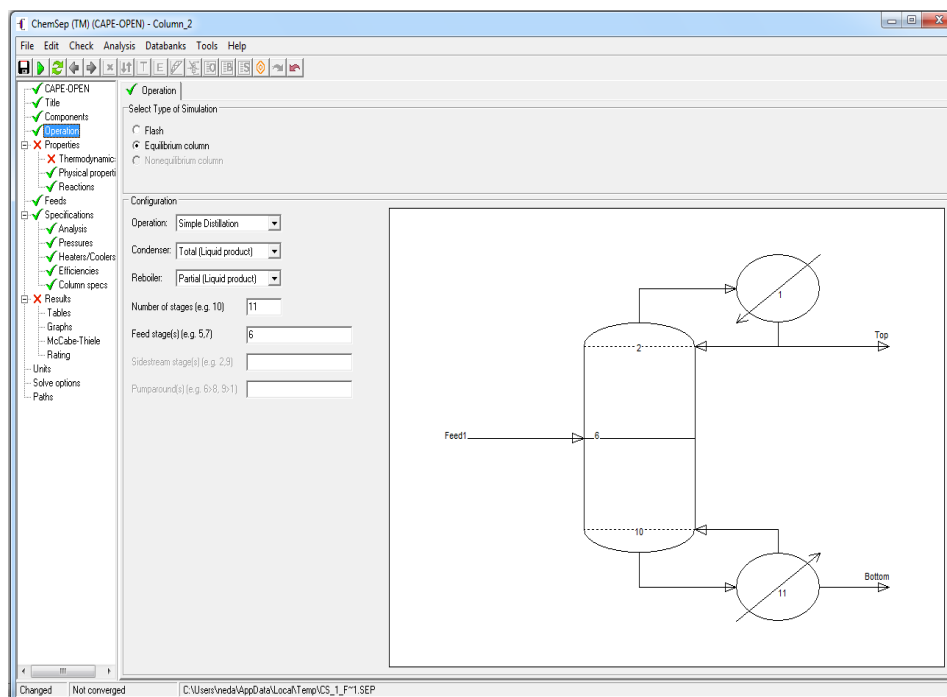 ChemSep (TM) (CAPE-OPEN) - Column_2
File Edit Check Analysis Databanks Tools Help
CAPE-OPEN
Title
Components
Operation
Properties
Thermodynamic
Physical properti
Reactions
Feeds
Specifications
Analysis
Pressures
Heaters/Coolers
Efficiencies
Column specs
Results
Tables
Graphs
McCabe-Thiele
Rating
Units
Solve options
Paths
Operation
Select Type of Simulation
Flash
Equilibrium column
Nonequilibrium column
Configuration
Operation: Simple Distillation
Condenser: Total (Liquid product)
Reboiler: Partial (Liquid product)
Number of stages (e.g. 10) 11
Feed stage(s) (e.g. 5,7) 6
Sidestream stage(s) (e.g. 2,9)
Pumparound(s) (e.g. 6>8, 9>1)
1
Top
2
Feed1
6
10
Bottom
11
Changed Not converged C:\Users\neda\AppData\Local\Temp\CS_1_F~1.SEP